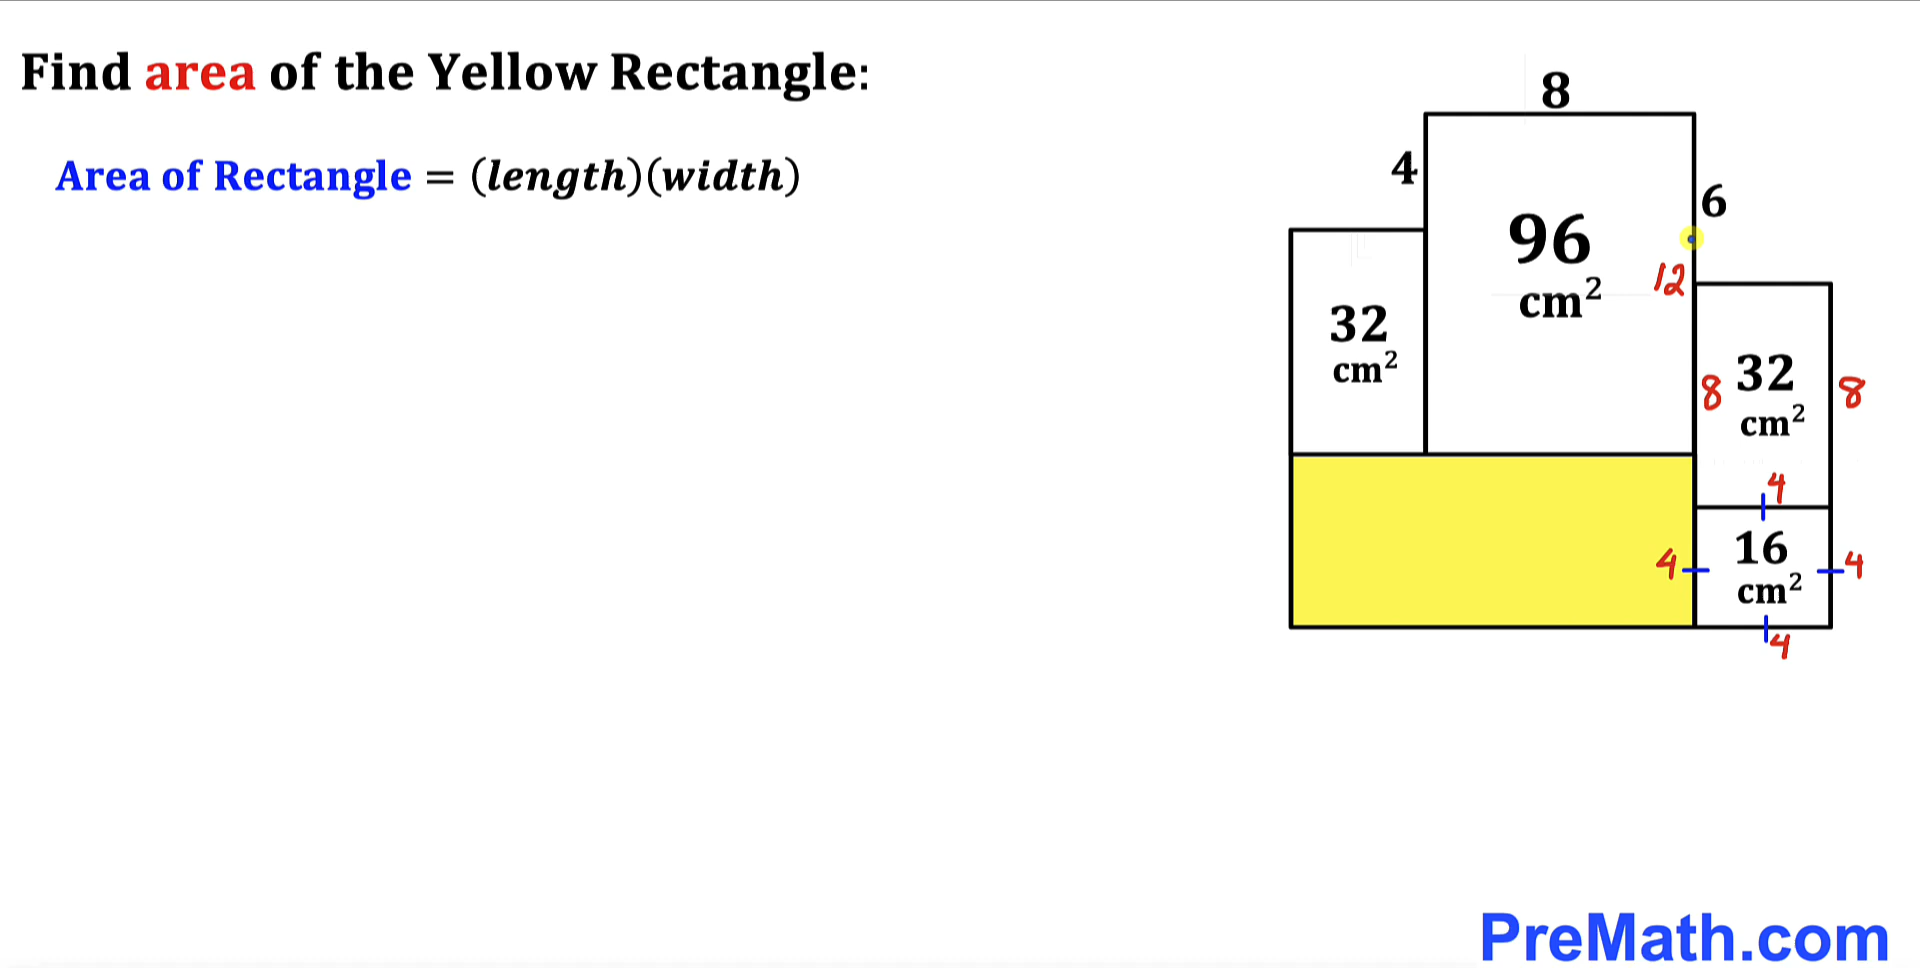 Find area of the Yellow Rectangle:
Area of Rectangle = (length)(width)
8
4
6
96
cm²
12
32
cm²
8
32
cm²
8
4
4
16
cm²
4
4
PreMath.com